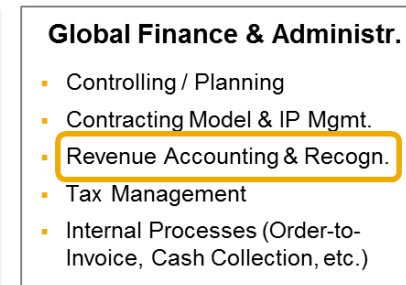 Global Finance & Administr.
▪ Controlling / Planning
▪ Contracting Model & IP Mgmt.
▪ Revenue Accounting & Recogn.
▪ Tax Management
▪ Internal Processes (Order-to-
Invoice, Cash Collection, etc.)